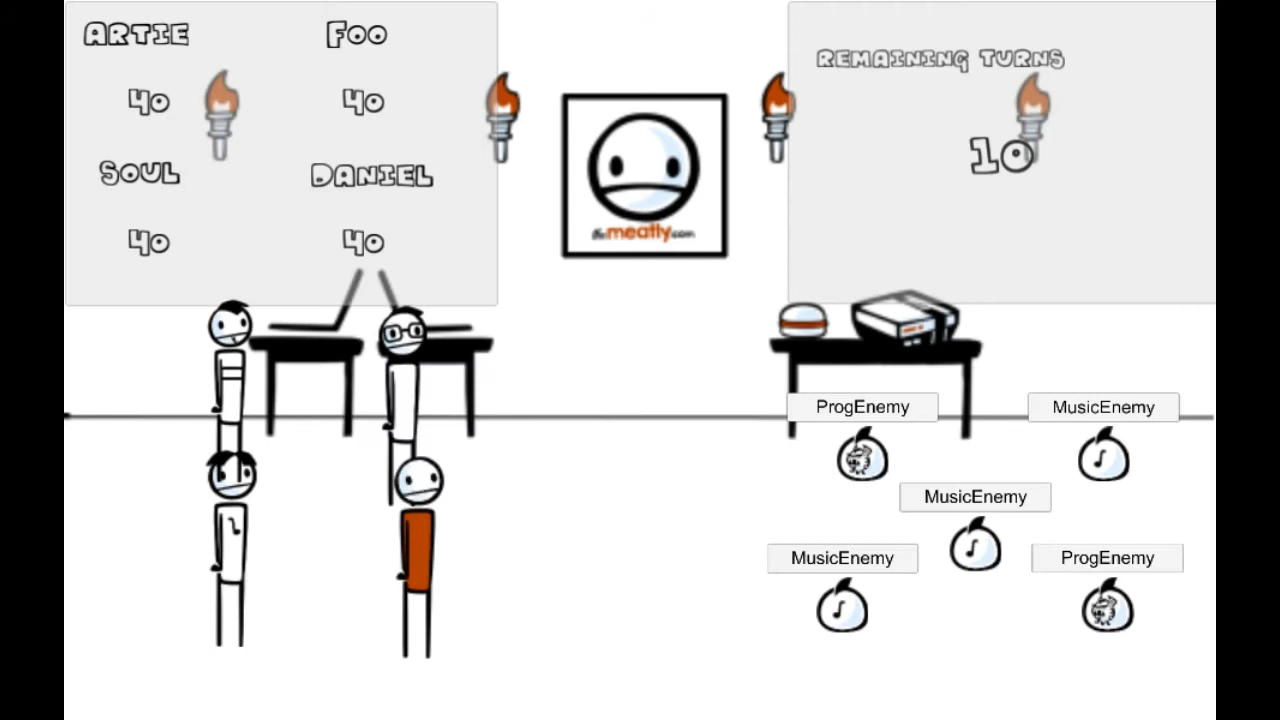 ARTIE FOO
40 40
SOUL DANIEL
40 40
themeatly.com
REMAINING TURNS
10
ProgEnemy MusicEnemy
MusicEnemy
MusicEnemy ProgEnemy